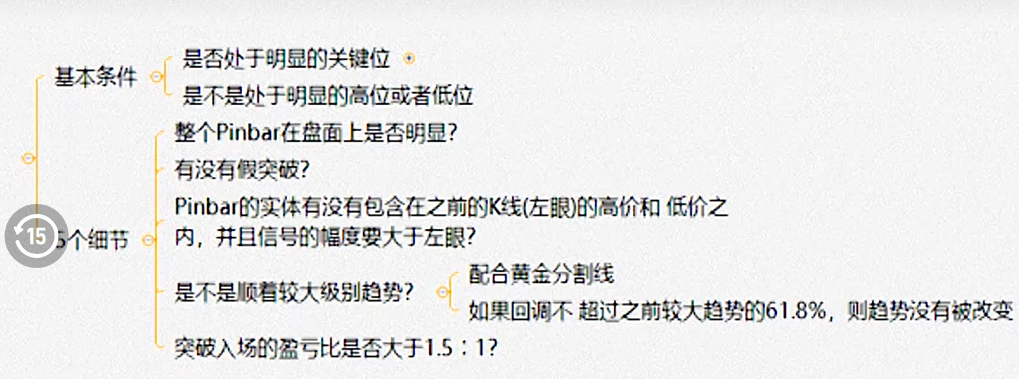 基本条件
是否处于明显的关键位
是不是处于明显的高位或者低位
15
5个细节
整个Pinbar在盘面上是否明显?
有没有假突破?
Pinbar的实体有没有包含在之前的K线(左眼)的高价和 低价之
内，并且信号的幅度要大于左眼?
是不是顺着较大级别趋势?
配合黄金分割线
如果回调不 超过之前较大趋势的61.8%，则趋势没有被改变
突破入场的盈亏比是否大于1.5：1?